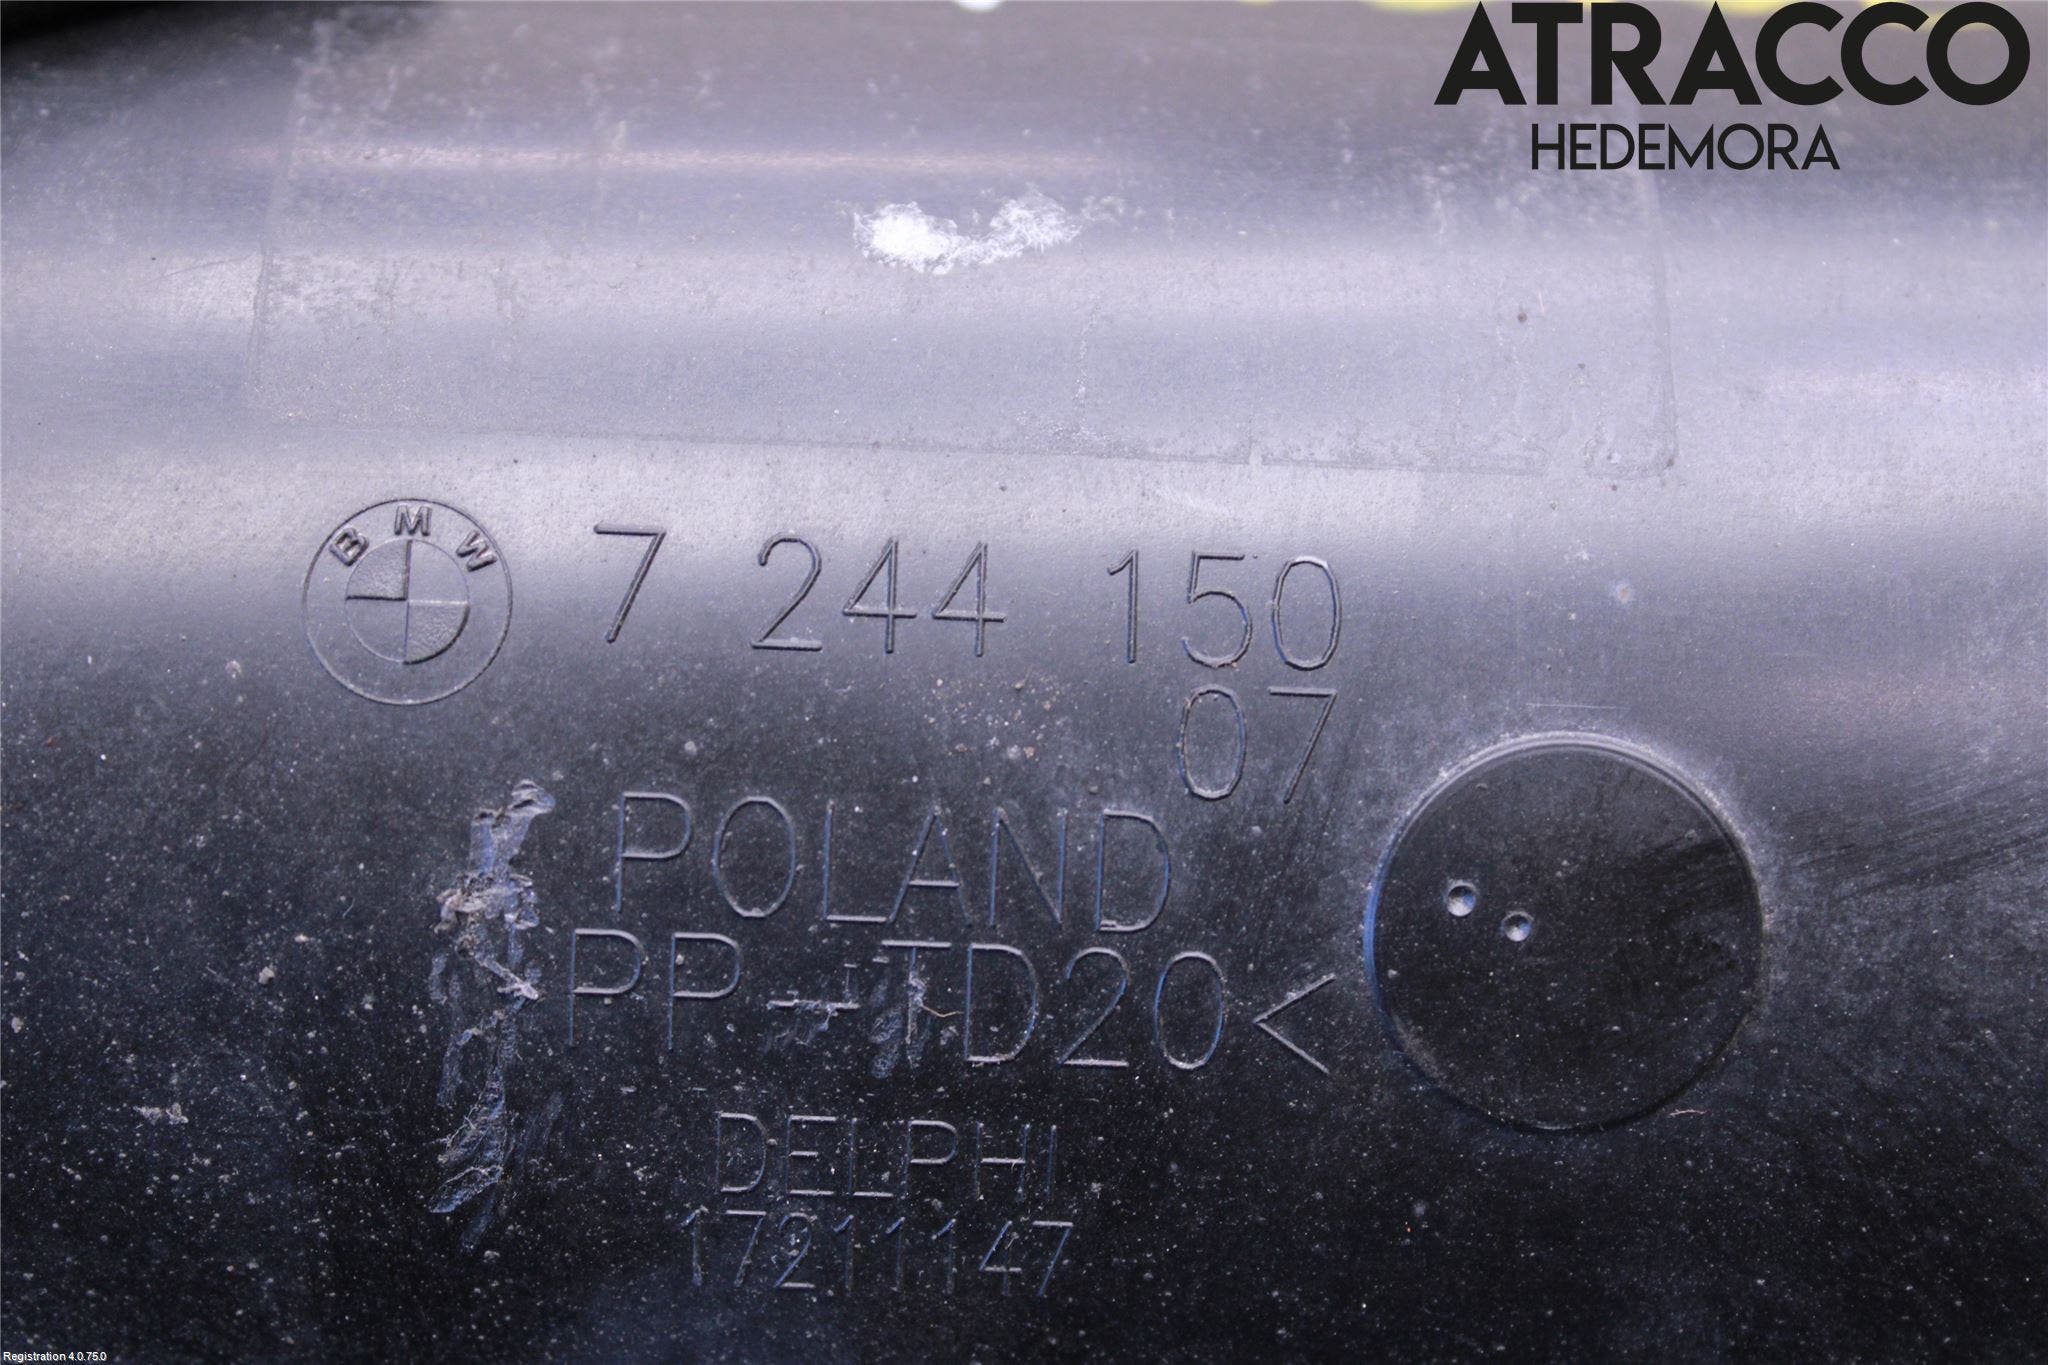 ATRACCO
HEDEMORA
BMW 7 244 150
07
POLAND
PP-TD20<
DELPHI
17211147
Registration 4.0.75.0